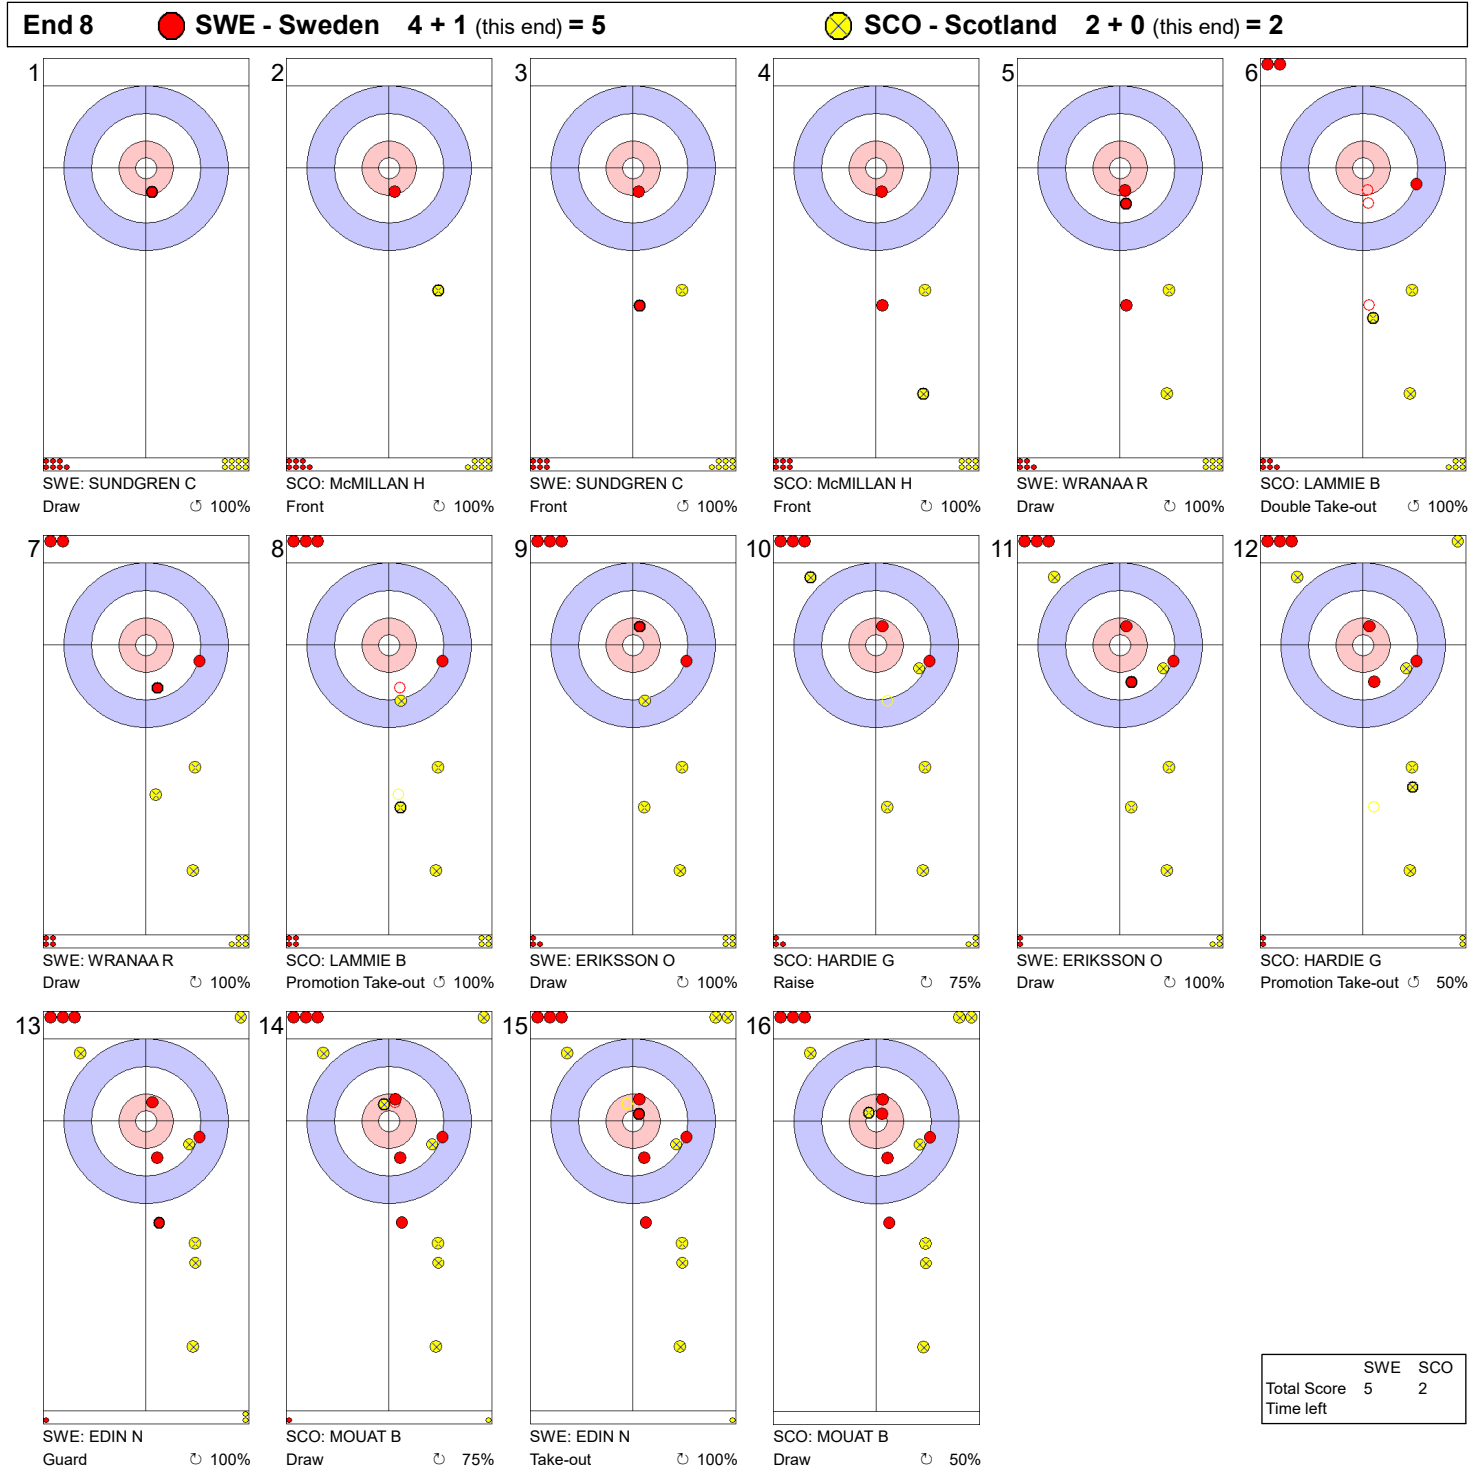 End 8 SWE - Sweden 4 + 1 (this end) = 5 SCO - Scotland 2 + 0 (this end) = 2
1 2 3 4 5 6
SWE: SUNDGREN C SCO: McMILLAN H SWE: SUNDGREN C SCO: McMILLAN H SWE: WRANAA R SCO: LAMMIE B
Draw ↺ 100% Front ↻ 100% Front ↺ 100% Front ↻ 100% Draw ↻ 100% Double Take-out ↺ 100%
7 8 9 10 11 12
SWE: WRANAA R SCO: LAMMIE B SWE: ERIKSSON O SCO: HARDIE G SWE: ERIKSSON O SCO: HARDIE G
Draw ↻ 100% Promotion Take-out ↺ 100% Draw ↻ 100% Raise ↻ 75% Draw ↻ 100% Promotion Take-out ↺ 50%
13 14 15 16
SWE: EDIN N SCO: MOUAT B SWE: EDIN N SCO: MOUAT B
Guard ↻ 100% Draw ↻ 75% Take-out ↻ 100% Draw ↻ 50%
SWE SCO
Total Score 5 2
Time left